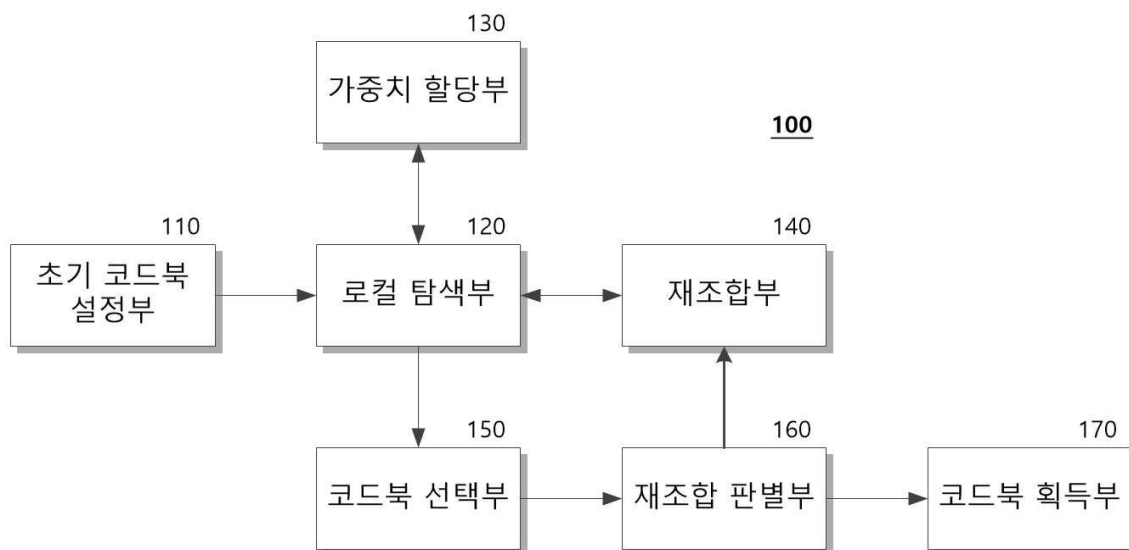 130
가중치 할당부
100
110
초기 코드북
설정부
120
로컬 탐색부
140
재조합부
150
코드북 선택부
160
재조합 판별부
170
코드북 획득부